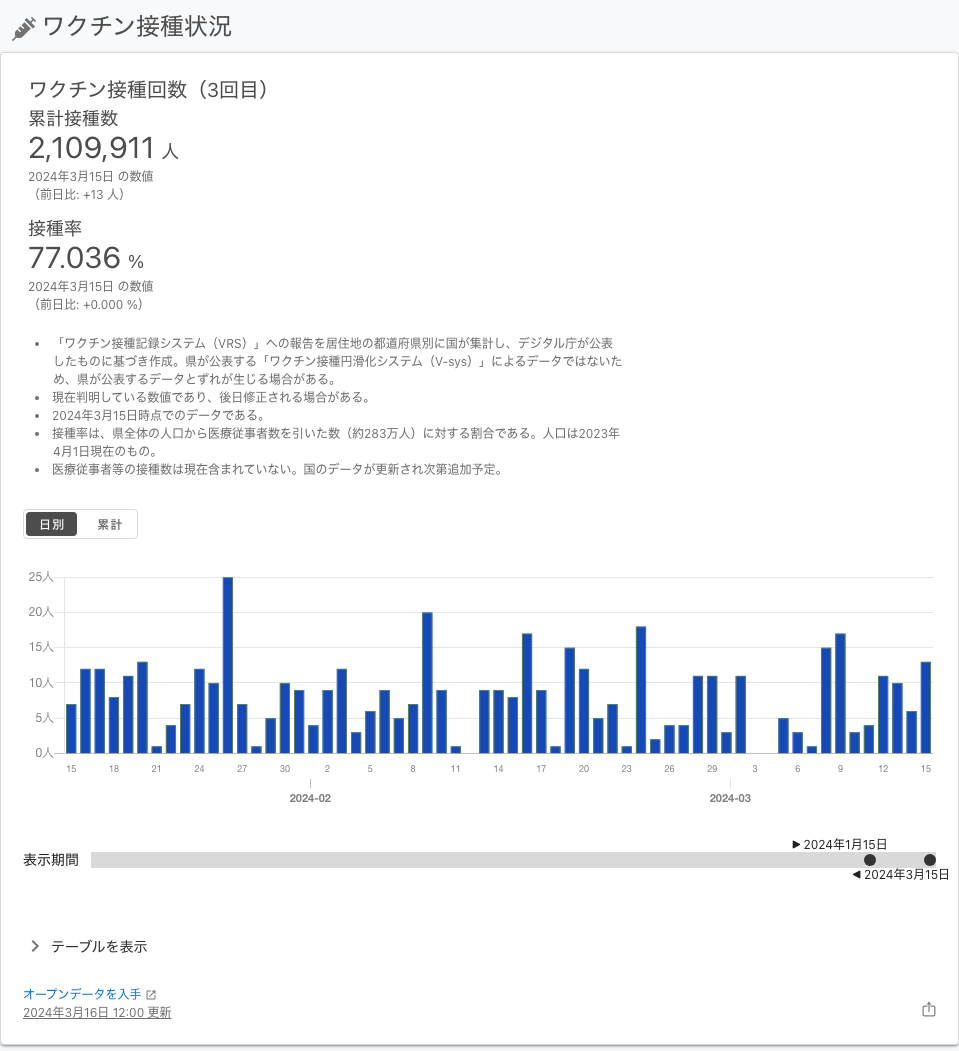 ワクチン接種状況
ワクチン接種回数（3回目）
累計接種数
2,109,911 人
2024年3月15日 の数値
（前日比: +13 人）
接種率
77.036 %
2024年3月15日 の数値
（前日比: +0.000 %）
• 「ワクチン接種記録システム（VRS）」への報告を居住地の都道府県別に国が集計し、デジタル庁が公表
したものに基づき作成。県が公表する「ワクチン接種円滑化システム（V-sys）」によるデータではないた
め、県が公表するデータとずれが生じる場合がある。
• 現在判明している数値であり、後日修正される場合がある。
• 2024年3月15日時点でのデータである。
• 接種率は、県全体の人口から医療従事者数を引いた数（約283万人）に対する割合である。人口は2023年
4月1日現在のもの。
• 医療従事者等の接種数は現在含まれていない。国のデータが更新され次第追加予定。
日別 累計
25人
20人
15人
10人
5人
0人
15 18 21 24 27 30 2 5 8 11 14 17 20 23 26 29 3 6 9 12 15
2024-02 2024-03
▶ 2024年1月15日
表示期間
◀ 2024年3月15日
テーブルを表示
オープンデータを入手
2024年3月16日 12:00 更新